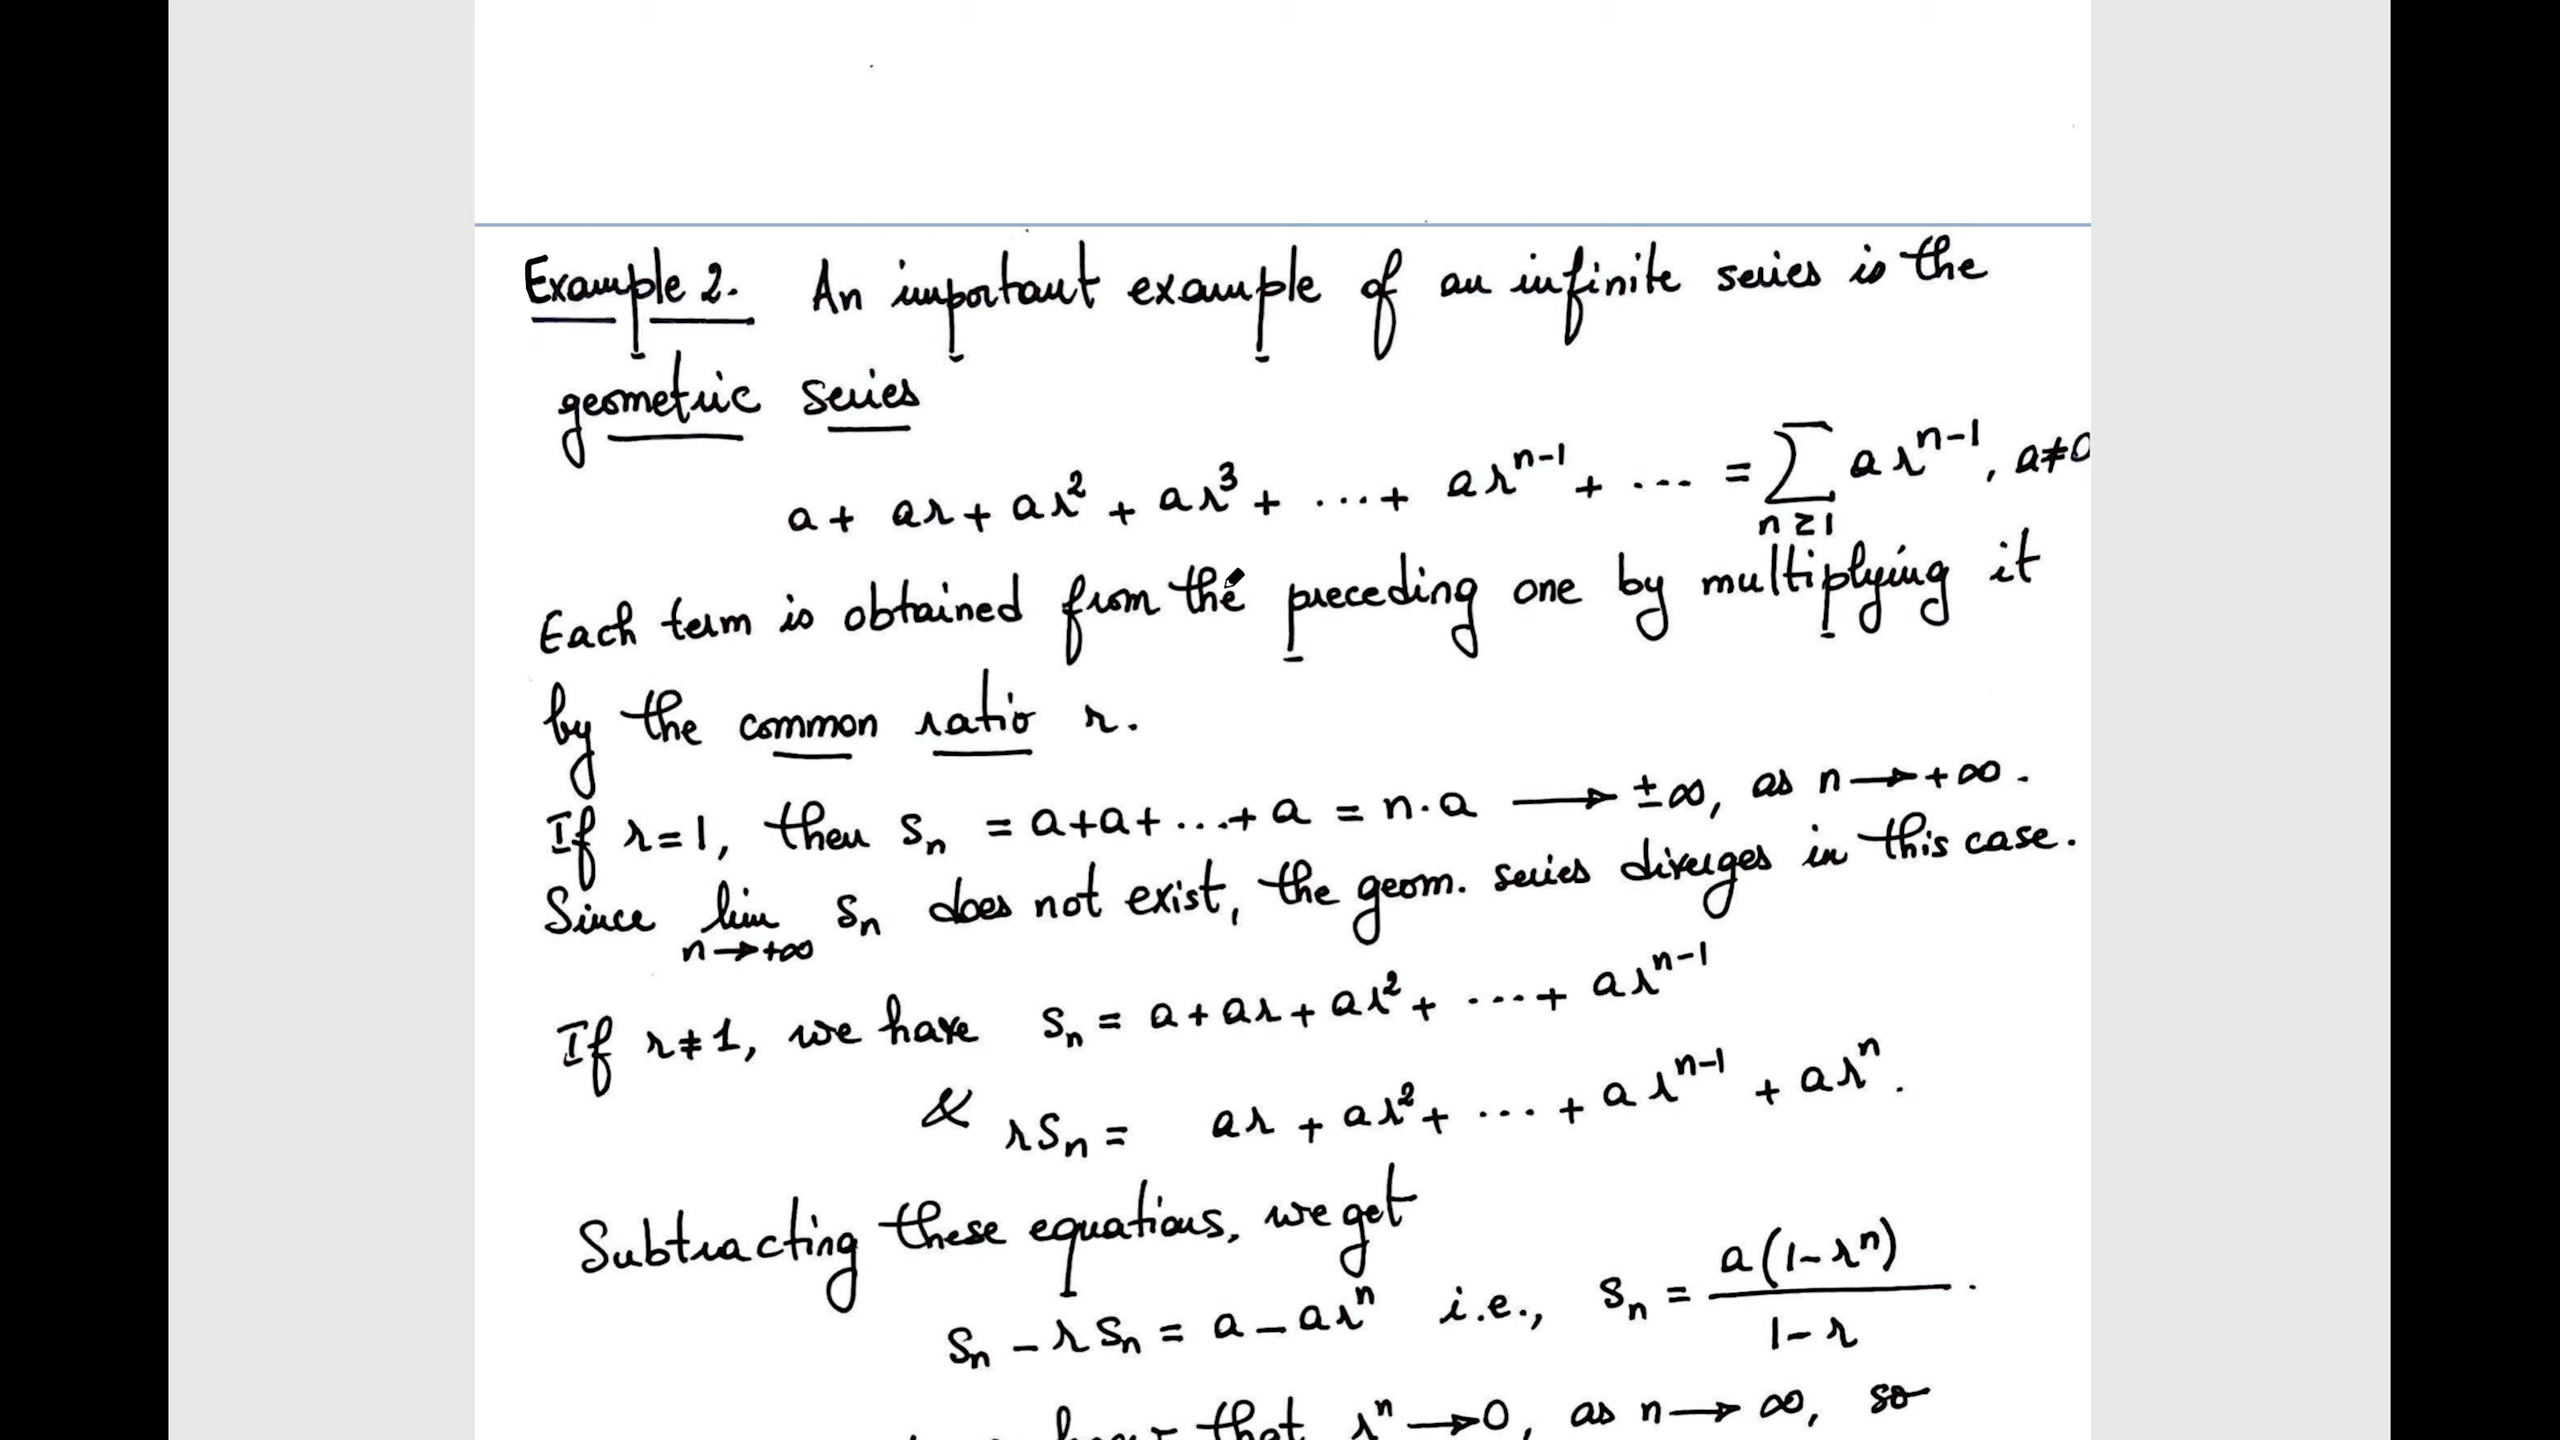 Example 2. An important example of an infinite series is the
geometric series
a + ar + ar² + ar³ + ... + arⁿ⁻¹ + ... = ∑ arⁿ⁻¹, a≠0
n≥1
Each term is obtained from the preceding one by multiplying it
by the common ratio r.
If r=1, then sₙ = a+a+...+a = n·a ⟶ ±∞, as n⟶+∞.
Since lim sₙ does not exist, the geom. series diverges in this case.
n→+∞
If r≠1, we have sₙ = a+ar+ar²+ ...+ arⁿ⁻¹
& rsₙ = ar + ar²+ ... + arⁿ⁻¹ + arⁿ.
Subtracting these equations, we get
sₙ - rsₙ = a - arⁿ i.e., sₙ = a(1-rⁿ) / 1-r .
that rⁿ→0, as n→∞, so